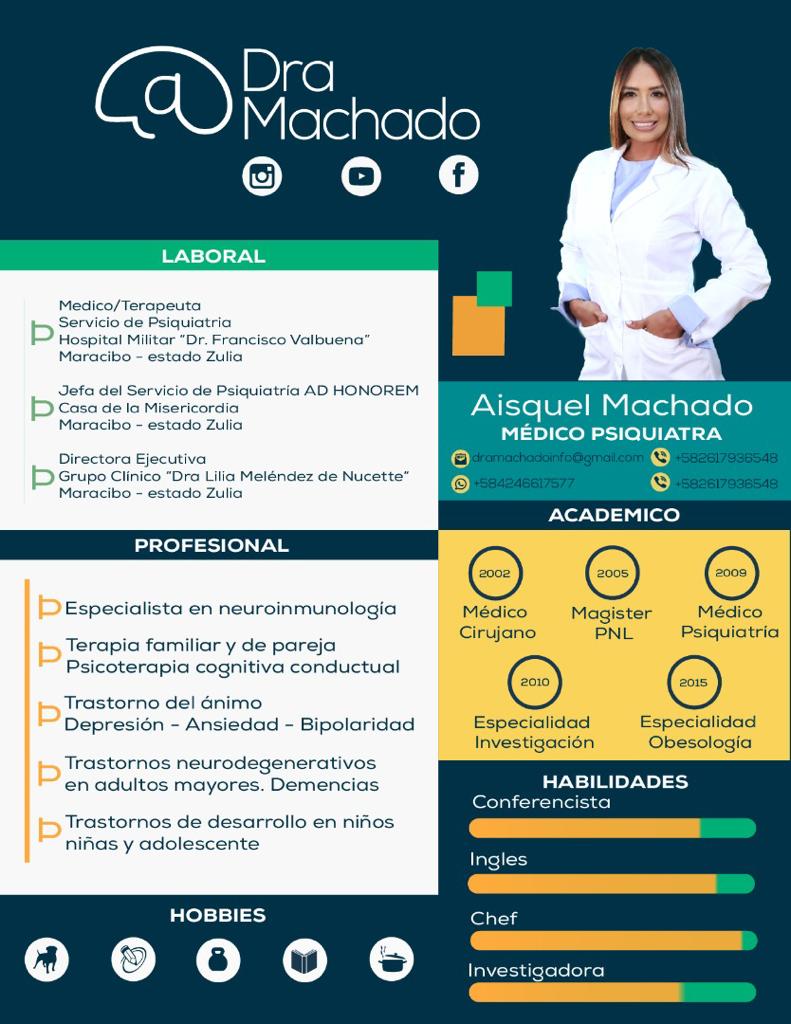 @ Dra
Machado
LABORAL
Medico/Terapeuta
Servicio de Psiquiatria
Hospital Militar "Dr. Francisco Valbuena"
Maracibo - estado Zulia
Jefa del Servicio de Psiquiatría AD HONOREM
Casa de la Misericordia
Maracibo - estado Zulia
Directora Ejecutiva
Grupo Clínico "Dra Lilia Meléndez de Nucette"
Maracibo - estado Zulia
Aisquel Machado
MÉDICO PSIQUIATRA
dramachadoinfo@gmail.com
+582617936548
+584246617577
+582617936548
PROFESIONAL
Especialista en neuroinmunología
Terapia familiar y de pareja
Psicoterapia cognitiva conductual
Trastorno del ánimo
Depresión - Ansiedad - Bipolaridad
Trastornos neurodegenerativos
en adultos mayores. Demencias
Trastornos de desarrollo en niños
niñas y adolescente
ACADEMICO
2002
Médico
Cirujano
2005
Magister
PNL
2009
Médico
Psiquiatría
2010
Especialidad
Investigación
2015
Especialidad
Obesología
HABILIDADES
Conferencista
Ingles
Chef
Investigadora
HOBBIES